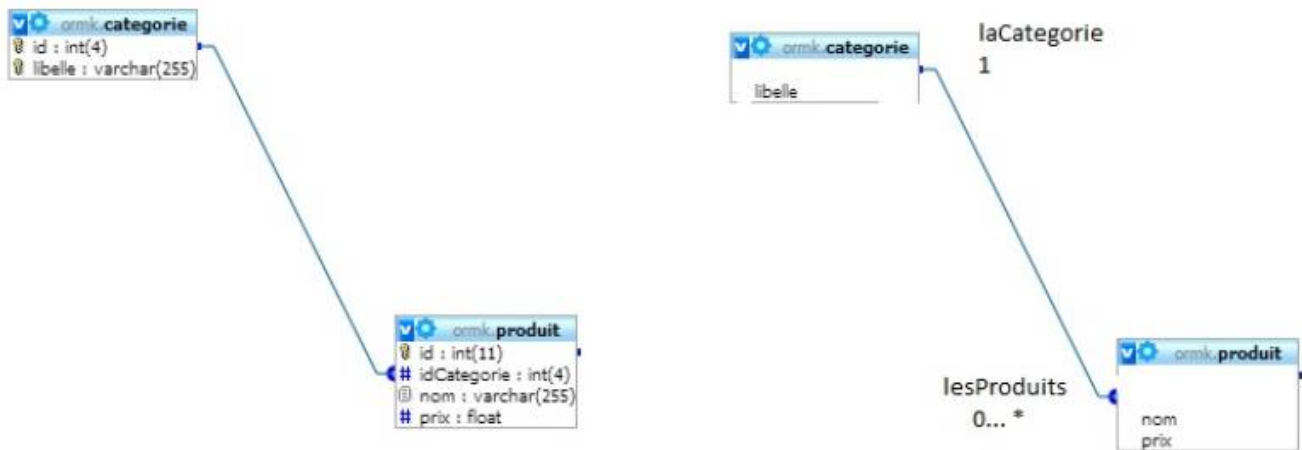 ormk.categorie
id : int(4)
libelle : varchar(255)
ormk.produit
id : int(11)
# idCategorie : int(4)
nom : varchar(255)
# prix : float
ormk.categorie
libelle
laCategorie
1
lesProduits
0... *
ormk.produit
nom
prix